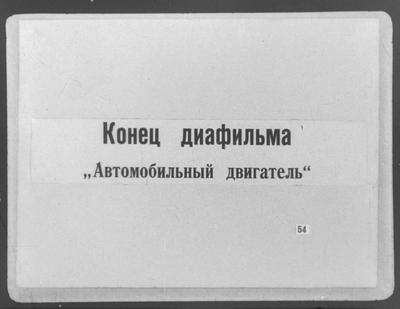 Конец диафильма
„Автомобильный двигатель“
54